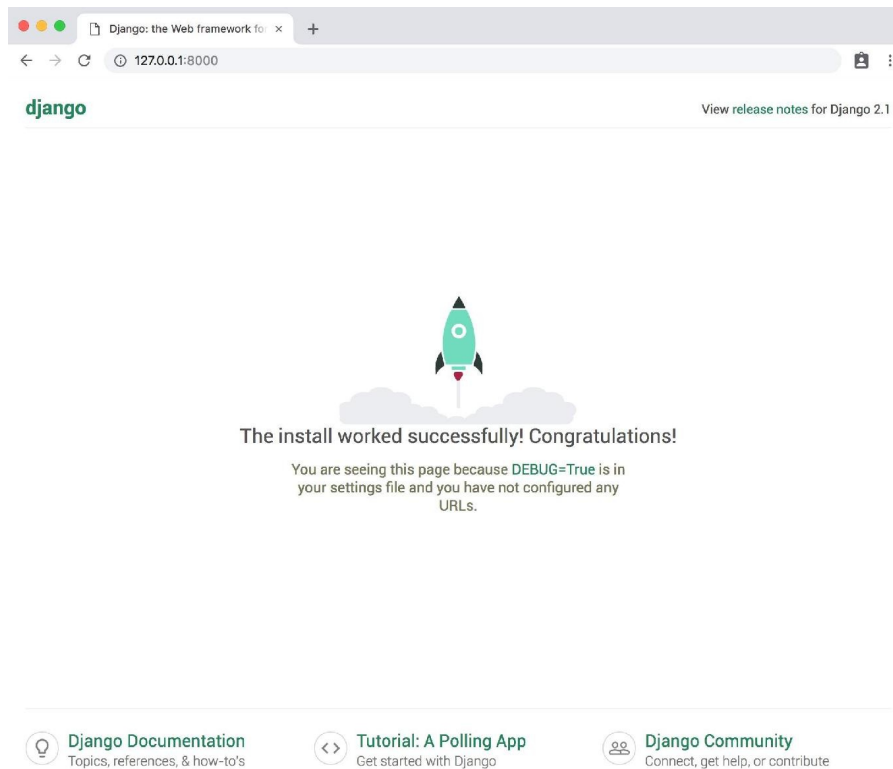 Django: the Web framework fo
127.0.0.1:8000
django
View release notes for Django 2.1
The install worked successfully! Congratulations!
You are seeing this page because DEBUG=True is in
your settings file and you have not configured any
URLs.
Django Documentation
Topics, references, & how-to's
Tutorial: A Polling App
Get started with Django
Django Community
Connect, get help, or contribute